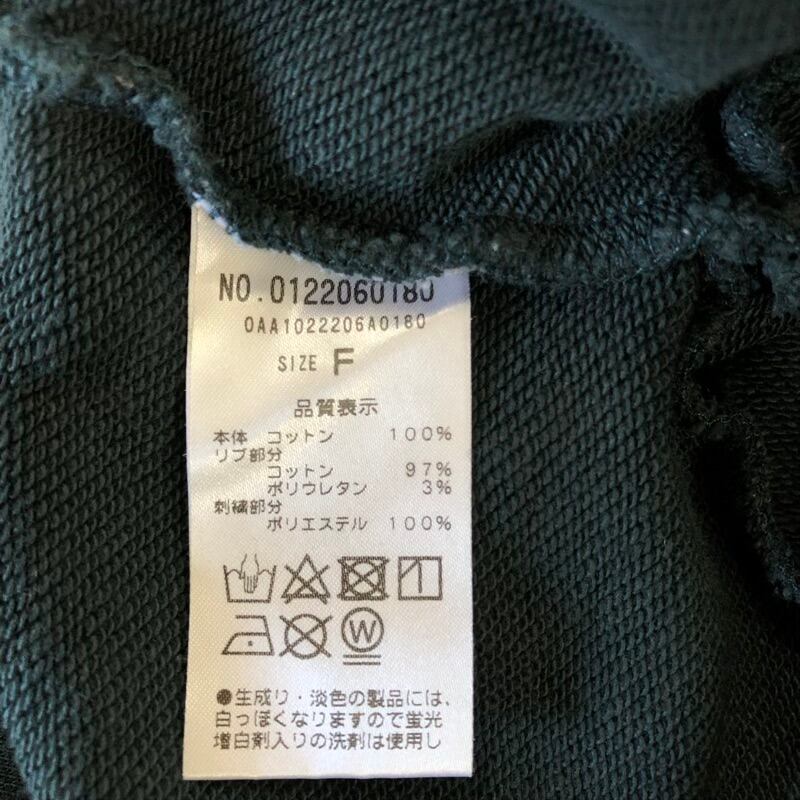 NO.0122060180
0AA1022206A0180
SIZE F
品質表示
本体 コットン 100%
リブ部分
コットン 97%
ポリウレタン 3%
刺繍部分
ポリエステル 100%
W
●生成り・淡色の製品には、
白っぽくなりますので蛍光
増白剤入りの洗剤は使用し